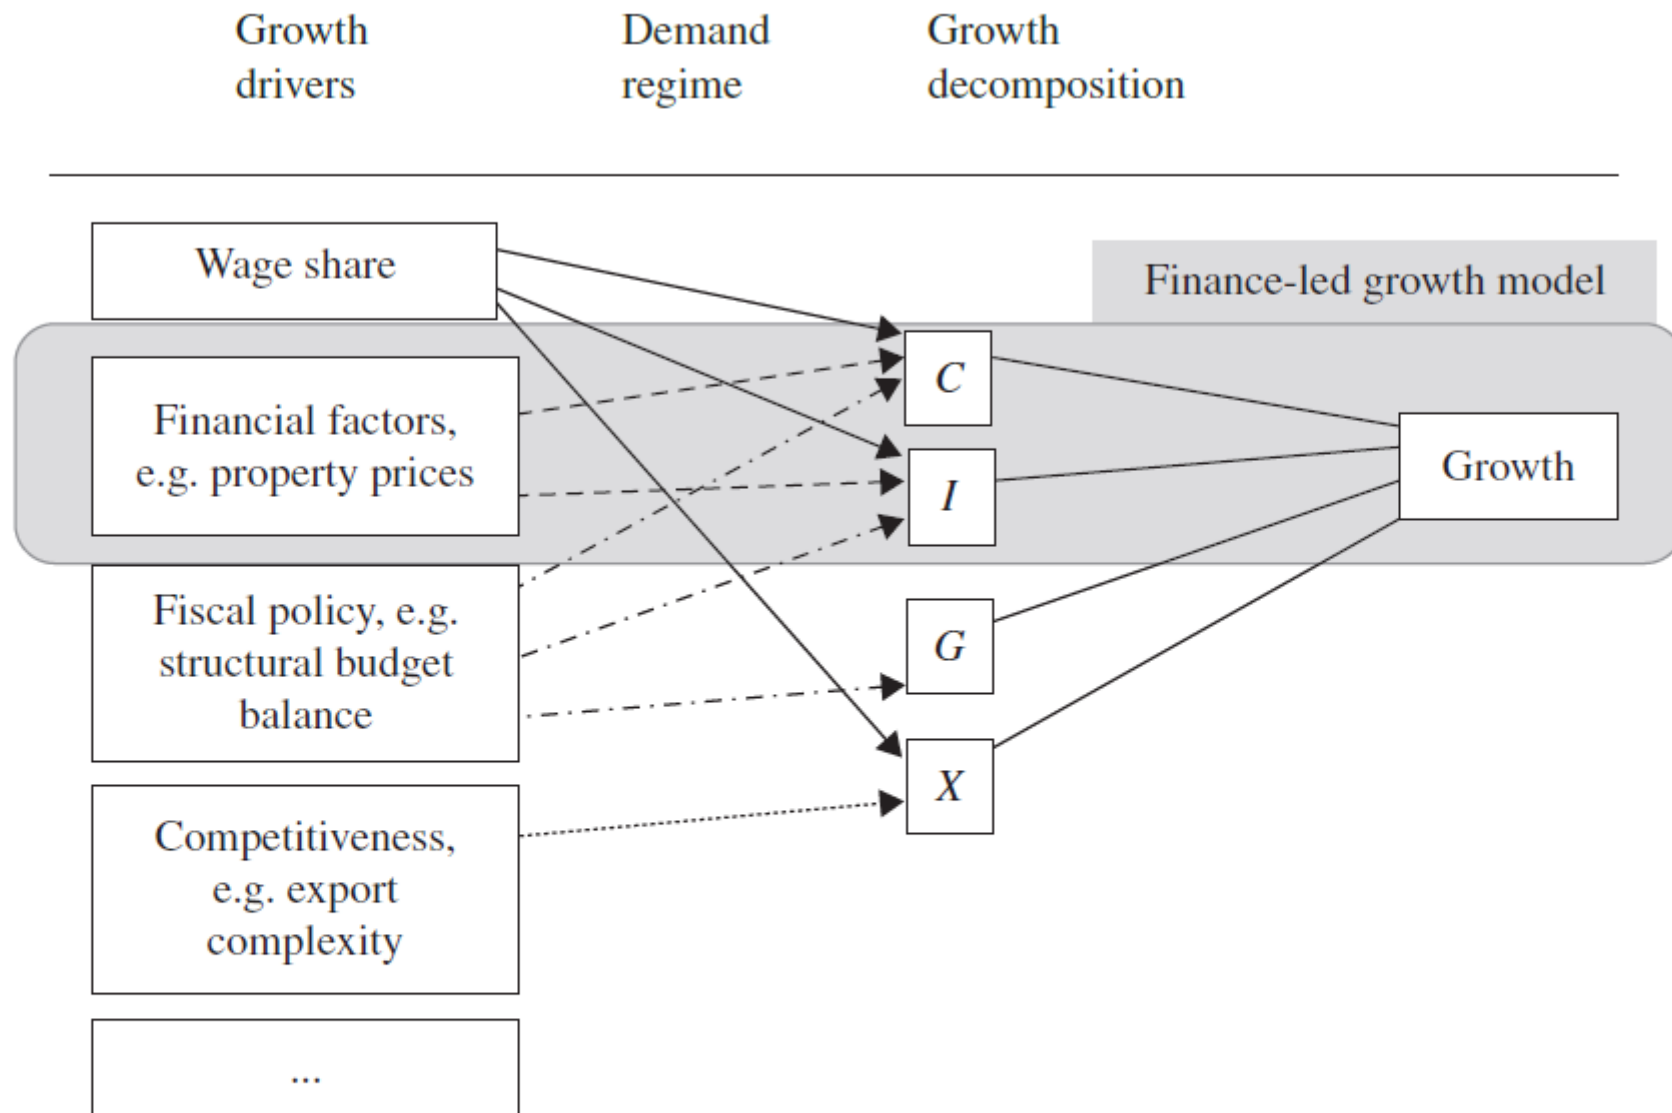 Growth
drivers
Demand
regime
Growth
decomposition
Wage share
Finance-led growth model
Financial factors,
e.g. property prices
C
I
Growth
Fiscal policy, e.g.
structural budget
balance
G
X
Competitiveness,
e.g. export
complexity
...